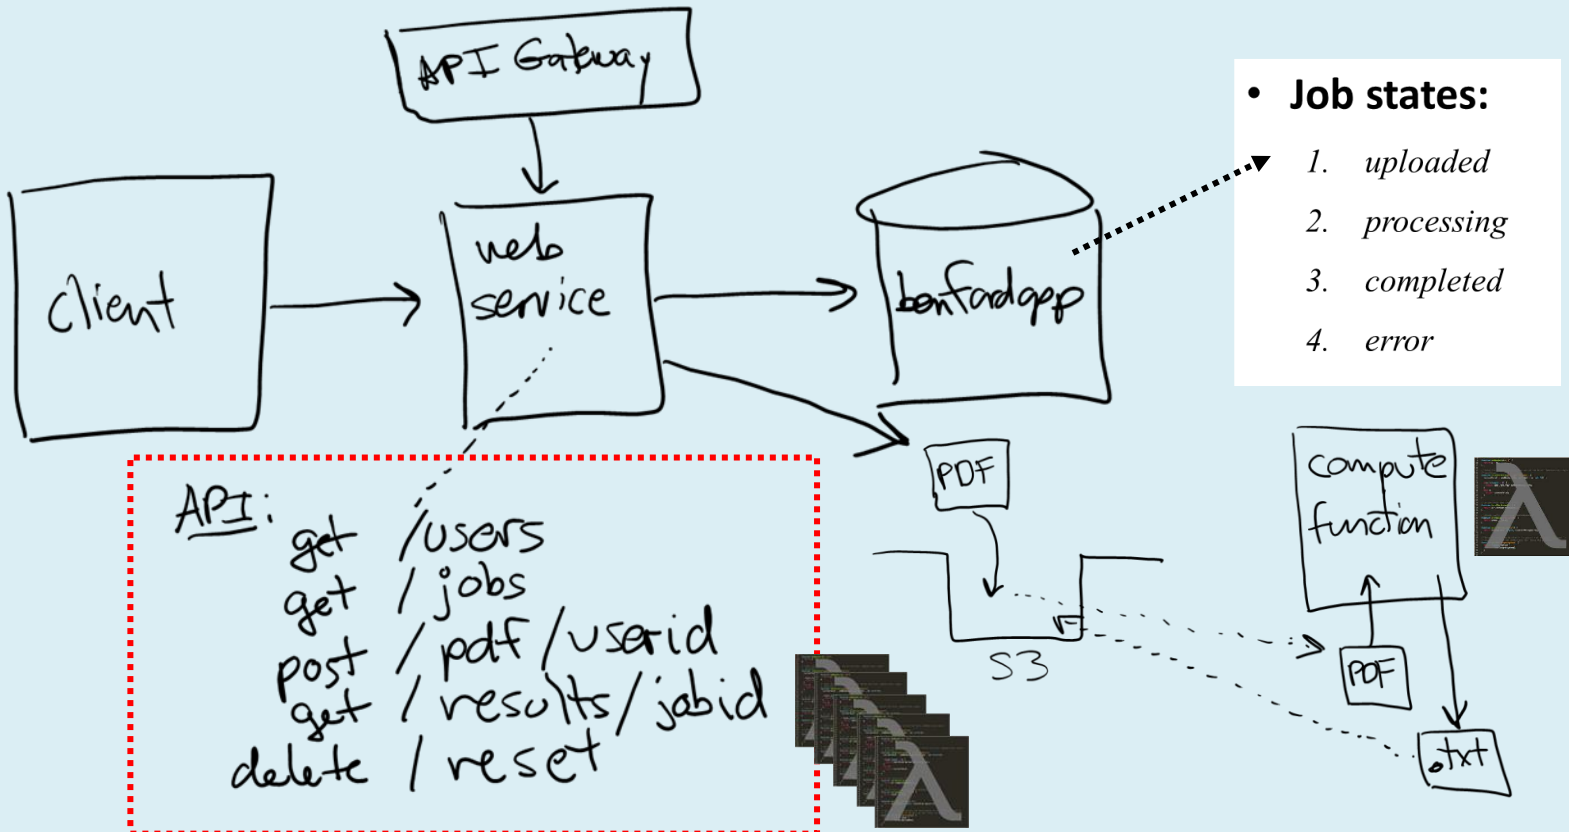 API Gateway
• Job states:
1. uploaded
2. processing
3. completed
4. error
client
web
service
benfordapp
PDF
compute
function
S3
PDF
.txt
API:
get /users
get /jobs
post /pdf/userid
get /results/jobid
delete /reset